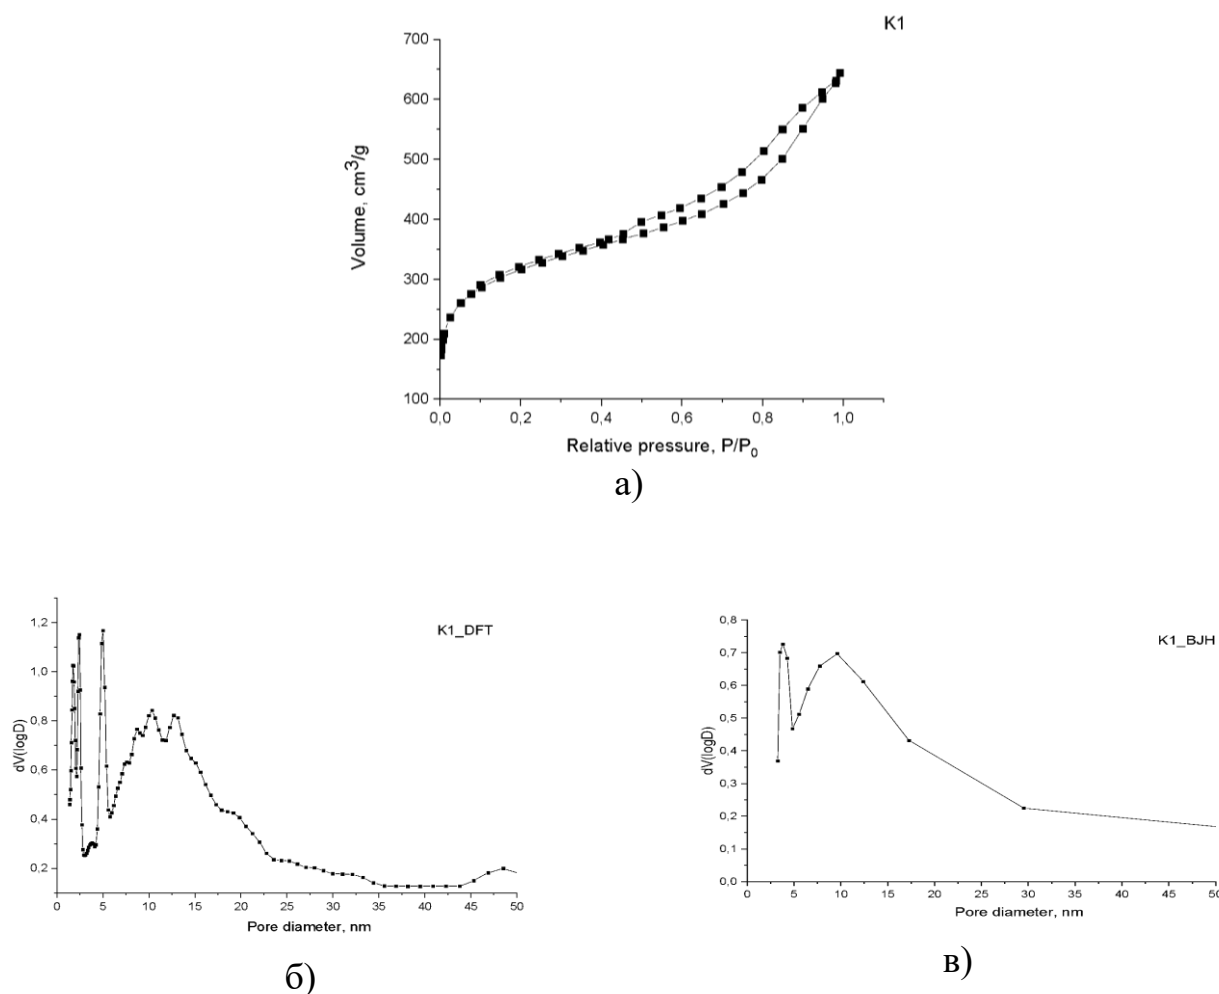 K1
700
600
500
400
300
200
100
Volume, cm³/g
0,0 0,2 0,4 0,6 0,8 1,0
Relative pressure, P/P₀
а)
K1_DFT
1,2
1,0
0,8
0,6
0,4
0,2
dV(logD)
0 5 10 15 20 25 30 35 40 45 50
Pore diameter, nm
б)
K1_BJH
0,8
0,7
0,6
0,5
0,4
0,3
0,2
0,1
0,0
dV(logD)
0 5 10 15 20 25 30 35 40 45 50
Pore diameter, nm
в)